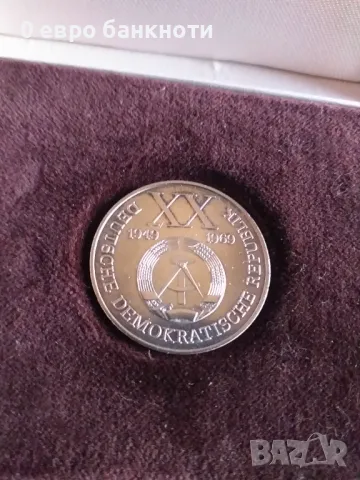 0 евро банкноти
XX
1949 1969
DEUTSCHE DEMOKRATISCHE REPUBLIK
BAZAR